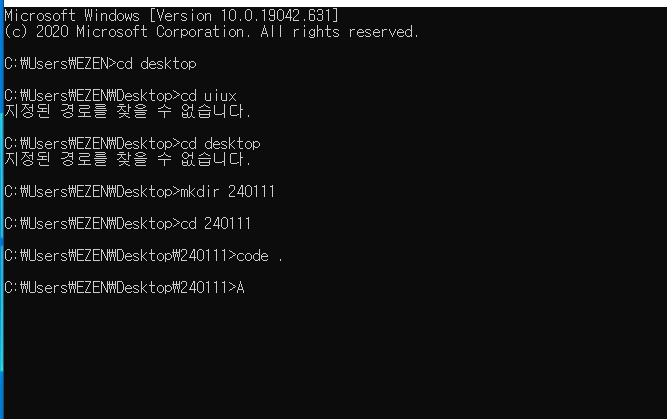 Microsoft Windows [Version 10.0.19042.631]
(c) 2020 Microsoft Corporation. All rights reserved.
C:₩Users₩EZEN>cd desktop
C:₩Users₩EZEN₩Desktop>cd uiux
지정된 경로를 찾을 수 없습니다.
C:₩Users₩EZEN₩Desktop>cd desktop
지정된 경로를 찾을 수 없습니다.
C:₩Users₩EZEN₩Desktop>mkdir 240111
C:₩Users₩EZEN₩Desktop>cd 240111
C:₩Users₩EZEN₩Desktop₩240111>code .
C:₩Users₩EZEN₩Desktop₩240111>A